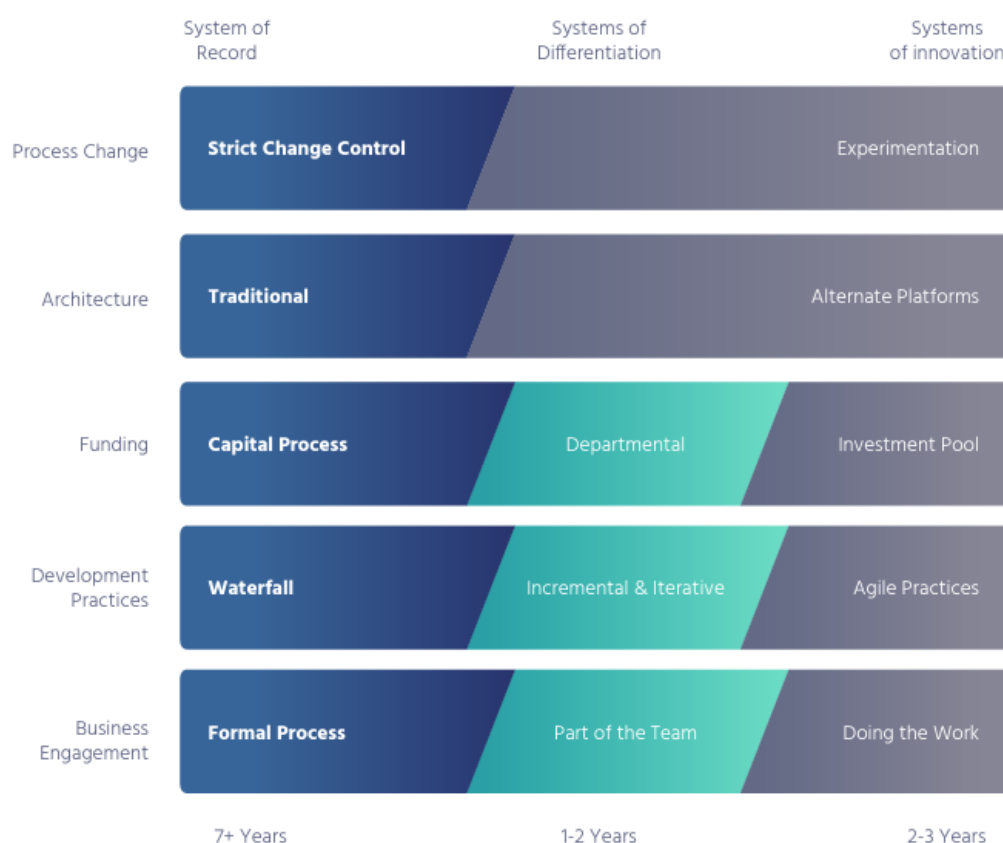 System of
Record
Systems of
Differentiation
Systems
of innovation
Process Change
Strict Change Control
Experimentation
Architecture
Traditional
Alternate Platforms
Funding
Capital Process
Departmental
Investment Pool
Development
Practices
Waterfall
Incremental & Iterative
Agile Practices
Business
Engagement
Formal Process
Part of the Team
Doing the Work
7+ Years
1-2 Years
2-3 Years